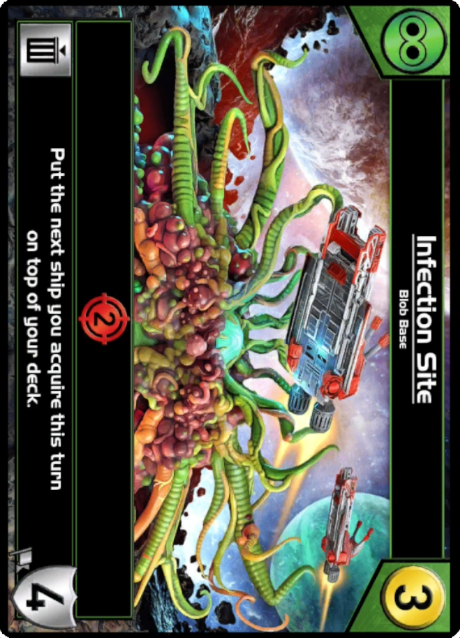 Infection Site
Blob Base
3
2
Put the next ship you acquire this turn
on top of your deck.
4